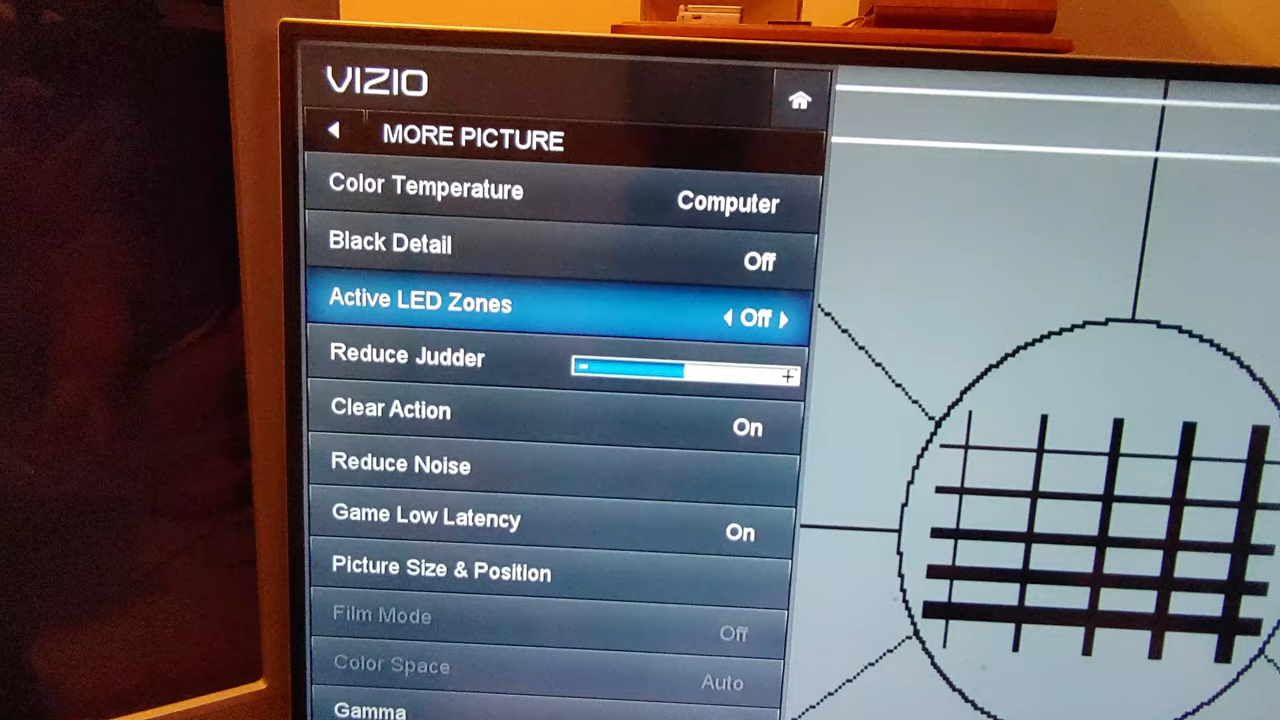 VIZIO
MORE PICTURE
Color Temperature Computer
Black Detail Off
Active LED Zones Off
Reduce Judder
Clear Action On
Reduce Noise
Game Low Latency On
Picture Size & Position
Film Mode Off
Color Space Auto
Gamma